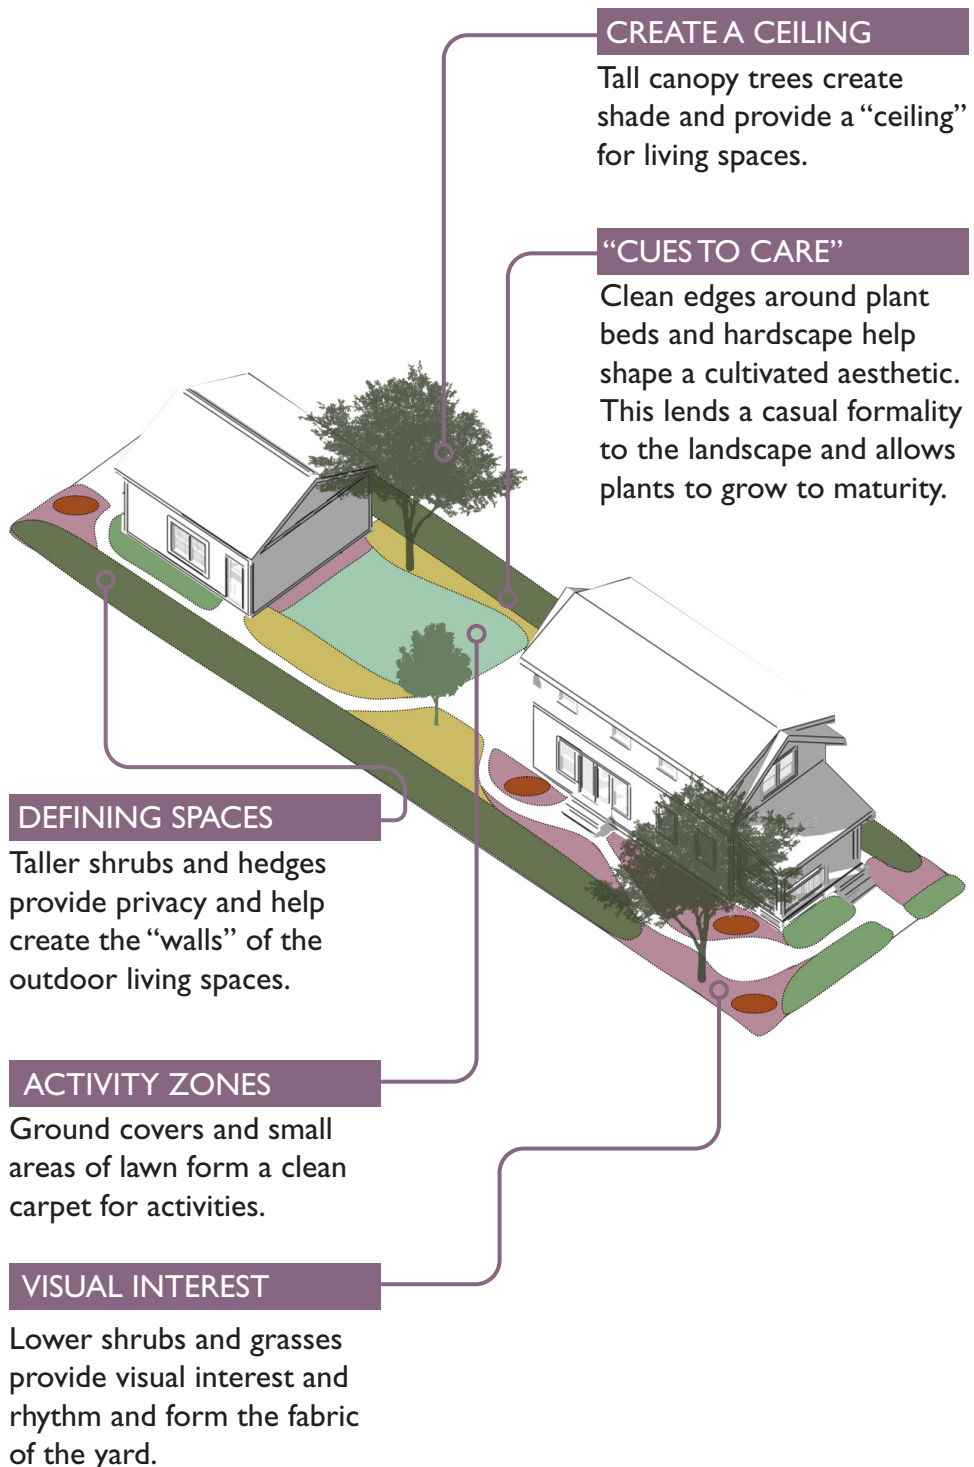 CREATE A CEILING
Tall canopy trees create
shade and provide a “ceiling”
for living spaces.
“CUES TO CARE”
Clean edges around plant
beds and hardscape help
shape a cultivated aesthetic.
This lends a casual formality
to the landscape and allows
plants to grow to maturity.
DEFINING SPACES
Taller shrubs and hedges
provide privacy and help
create the “walls” of the
outdoor living spaces.
ACTIVITY ZONES
Ground covers and small
areas of lawn form a clean
carpet for activities.
VISUAL INTEREST
Lower shrubs and grasses
provide visual interest and
rhythm and form the fabric
of the yard.